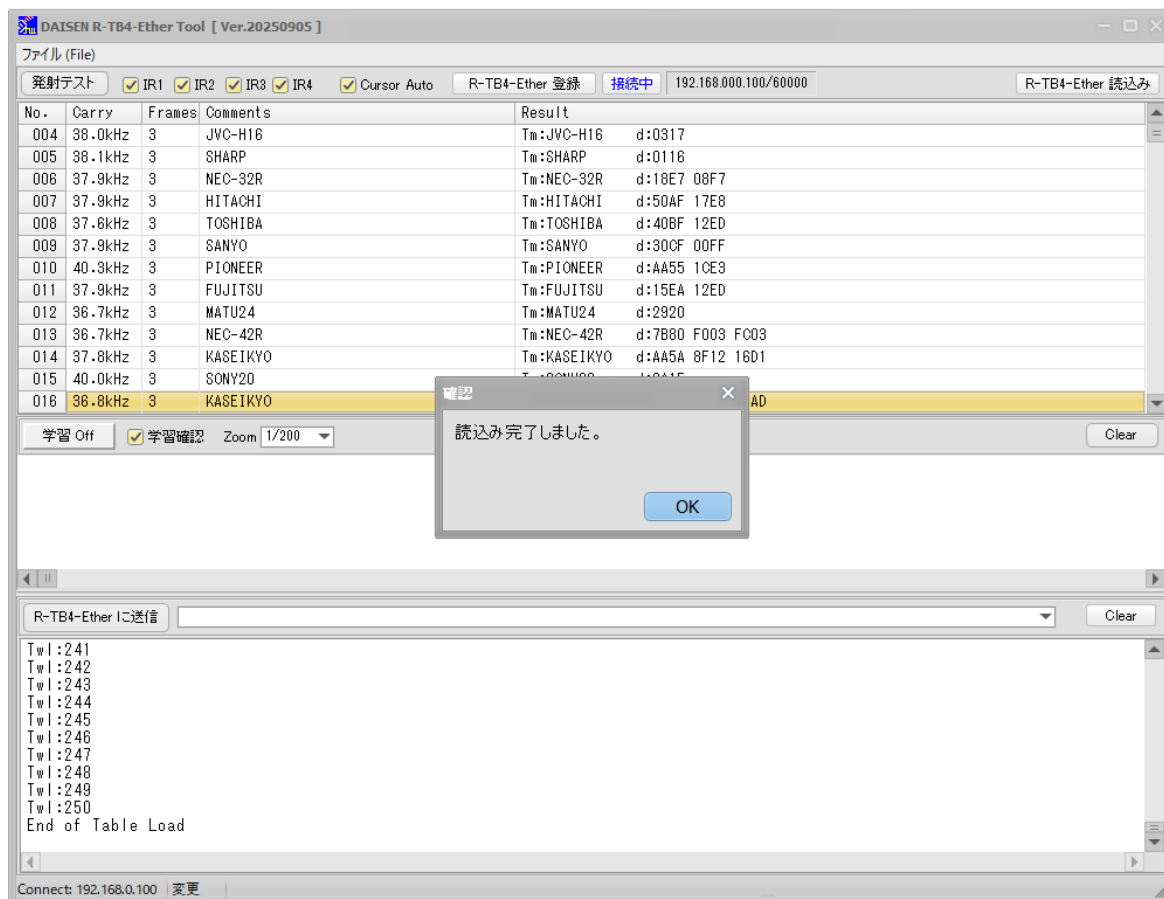 DAISEN R-TB4-Ether Tool [ Ver.20250905 ]
ファイル (File)
発射テスト IR1 IR2 IR3 IR4 Cursor Auto R-TB4-Ether 登録 接続中 192.168.000.100/60000 R-TB4-Ether 読込み
No. Carry Frames Comments Result
004 38.0kHz 3 JVC-H16 Tm:JVC-H16 d:0317
005 38.1kHz 3 SHARP Tm:SHARP d:0116
006 37.9kHz 3 NEC-32R Tm:NEC-32R d:18E7 08F7
007 37.9kHz 3 HITACHI Tm:HITACHI d:50AF 17E8
008 37.6kHz 3 TOSHIBA Tm:TOSHIBA d:40BF 12ED
009 37.9kHz 3 SANYO Tm:SANYO d:30CF 00FF
010 40.3kHz 3 PIONEER Tm:PIONEER d:AA55 1CE3
011 37.9kHz 3 FUJITSU Tm:FUJITSU d:15EA 12ED
012 36.7kHz 3 MATU24 Tm:MATU24 d:2920
013 36.7kHz 3 NEC-42R Tm:NEC-42R d:7B80 F003 FC03
014 37.8kHz 3 KASEIKYO Tm:KASEIKYO d:AA5A 8F12 16D1
015 40.0kHz 3 SONY20
016 36.8kHz 3 KASEIKYO AD
確認
読込み完了しました。
OK
学習 Off 学習確認 Zoom 1/200 Clear
R-TB4-Ether に送信 Clear
Twl:241
Twl:242
Twl:243
Twl:244
Twl:245
Twl:246
Twl:247
Twl:248
Twl:249
Twl:250
End of Table Load
Connect: 192.168.0.100 変更